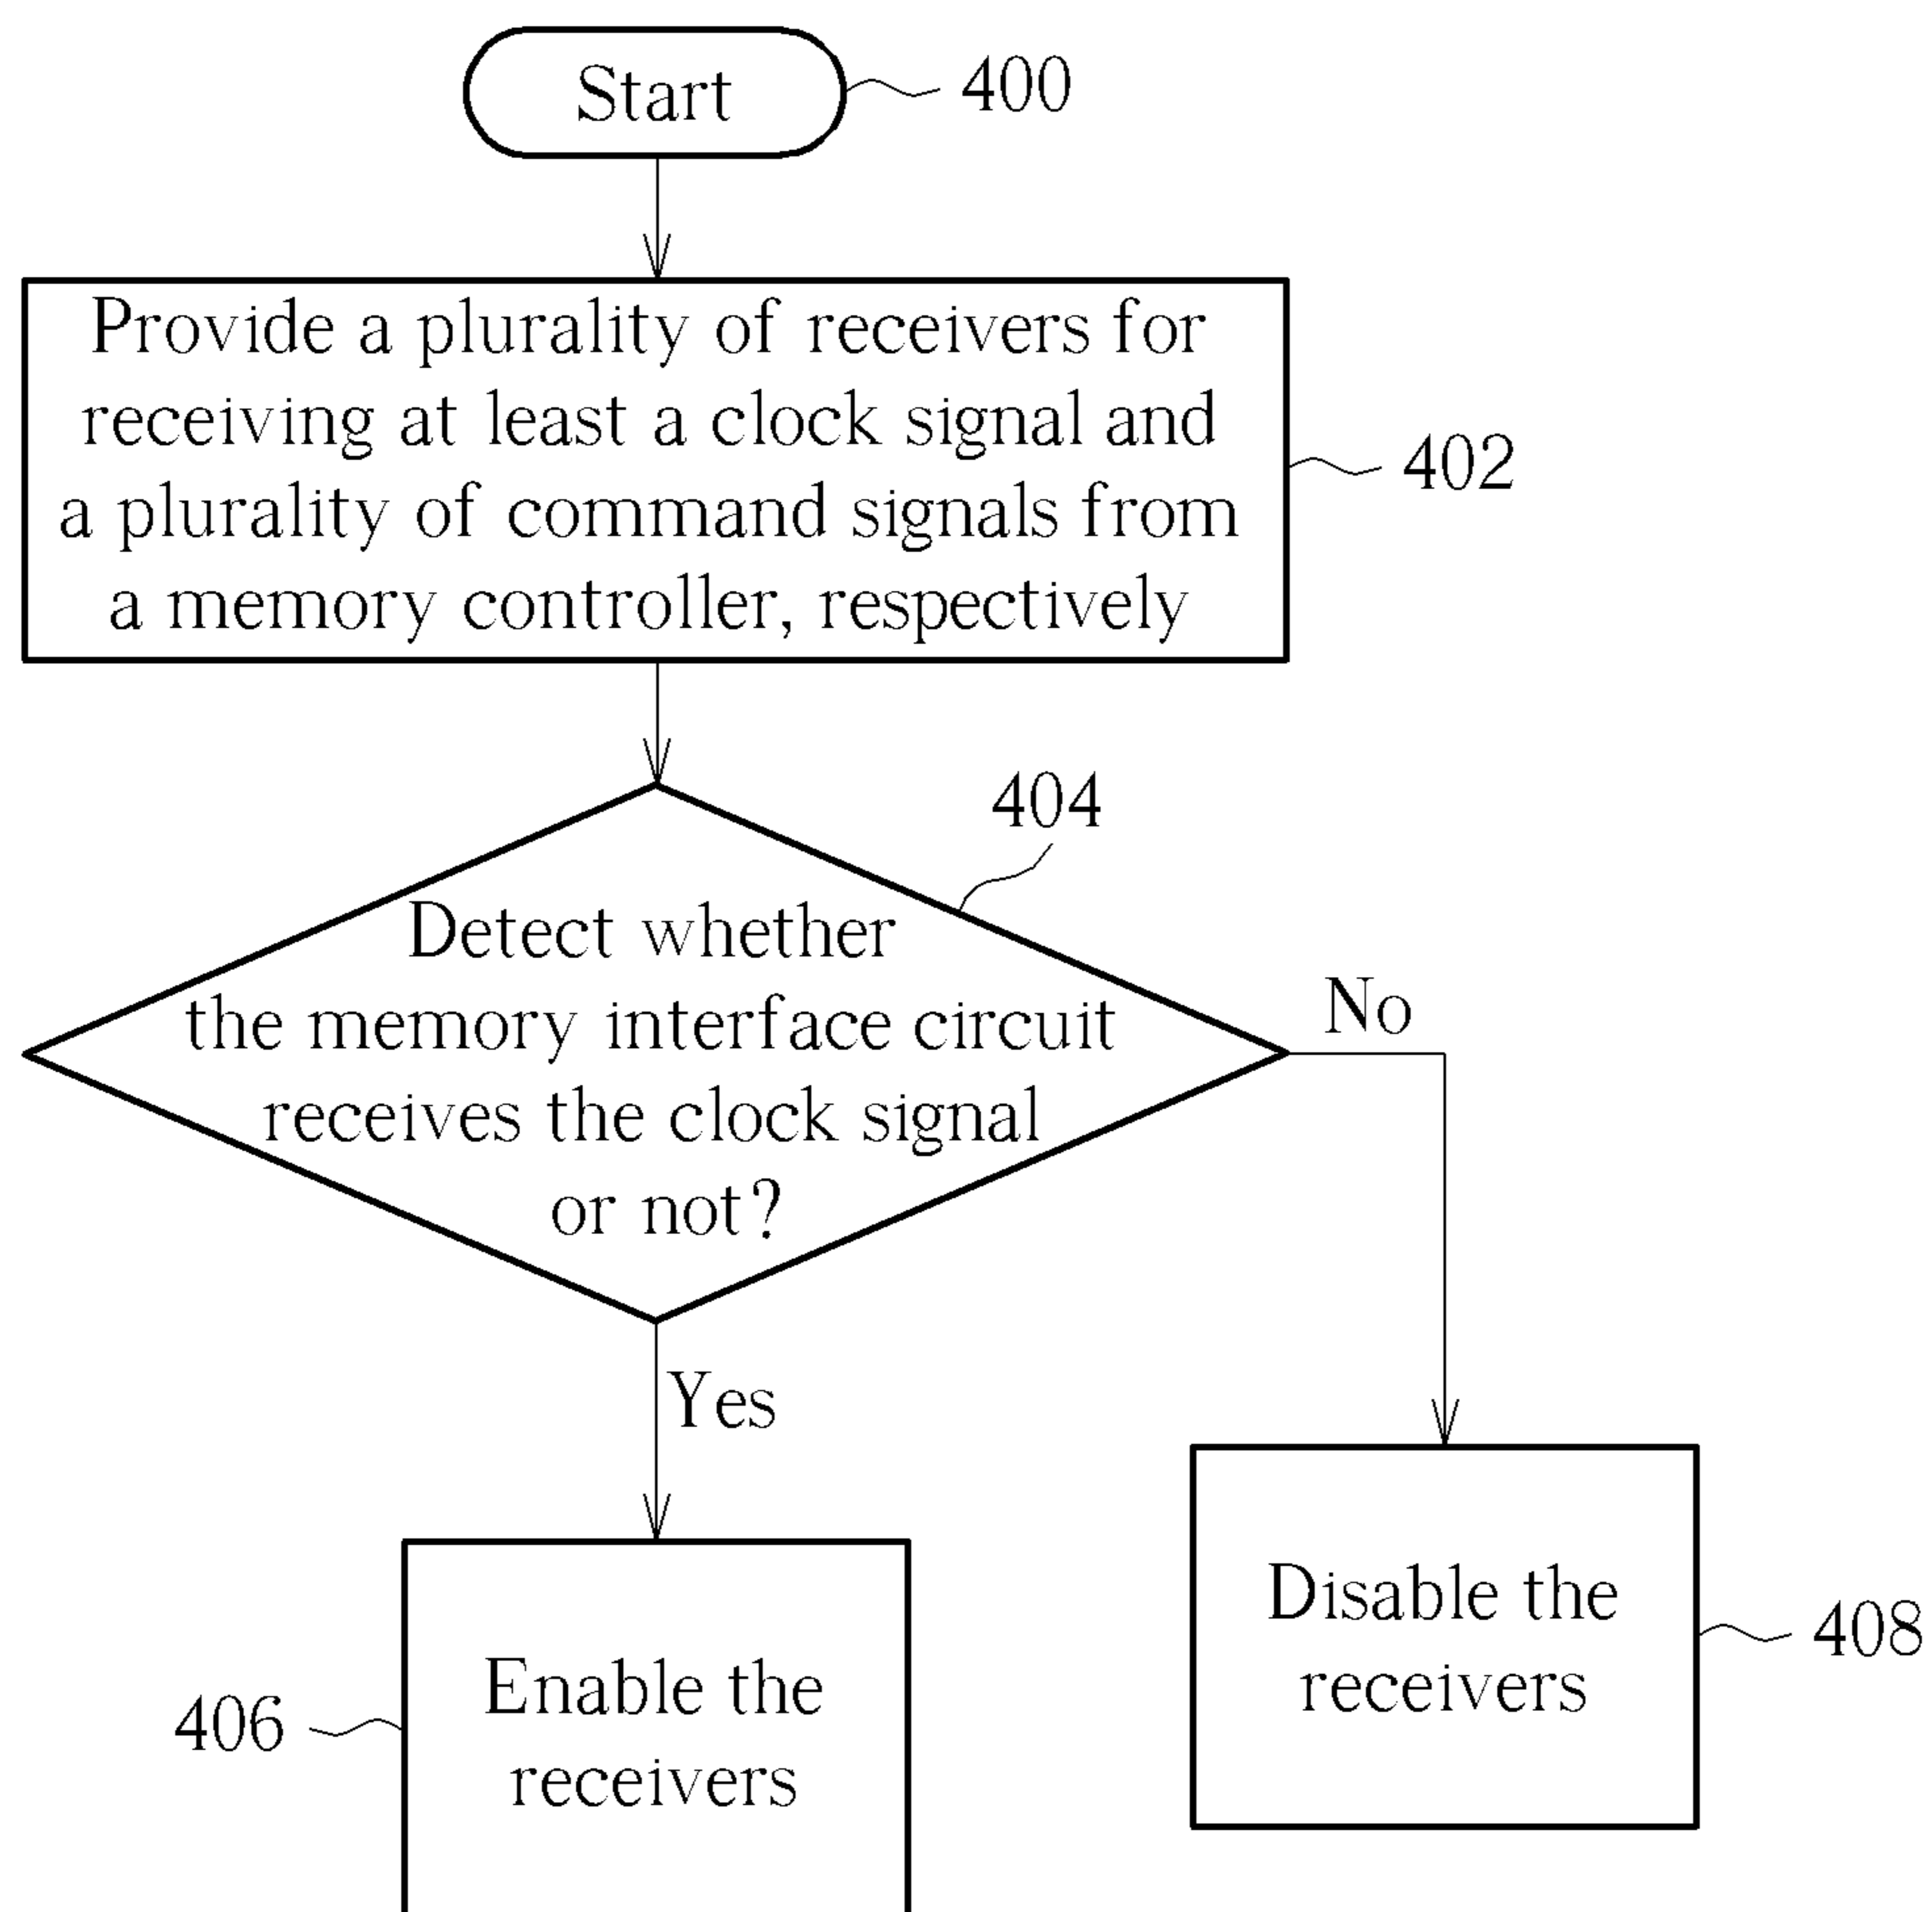 Start
400
Provide a plurality of receivers for
receiving at least a clock signal and
a plurality of command signals from
a memory controller, respectively
402
404
Detect whether
the memory interface circuit
receives the clock signal
or not?
No
Yes
Disable the
receivers
408
Enable the
receivers
406